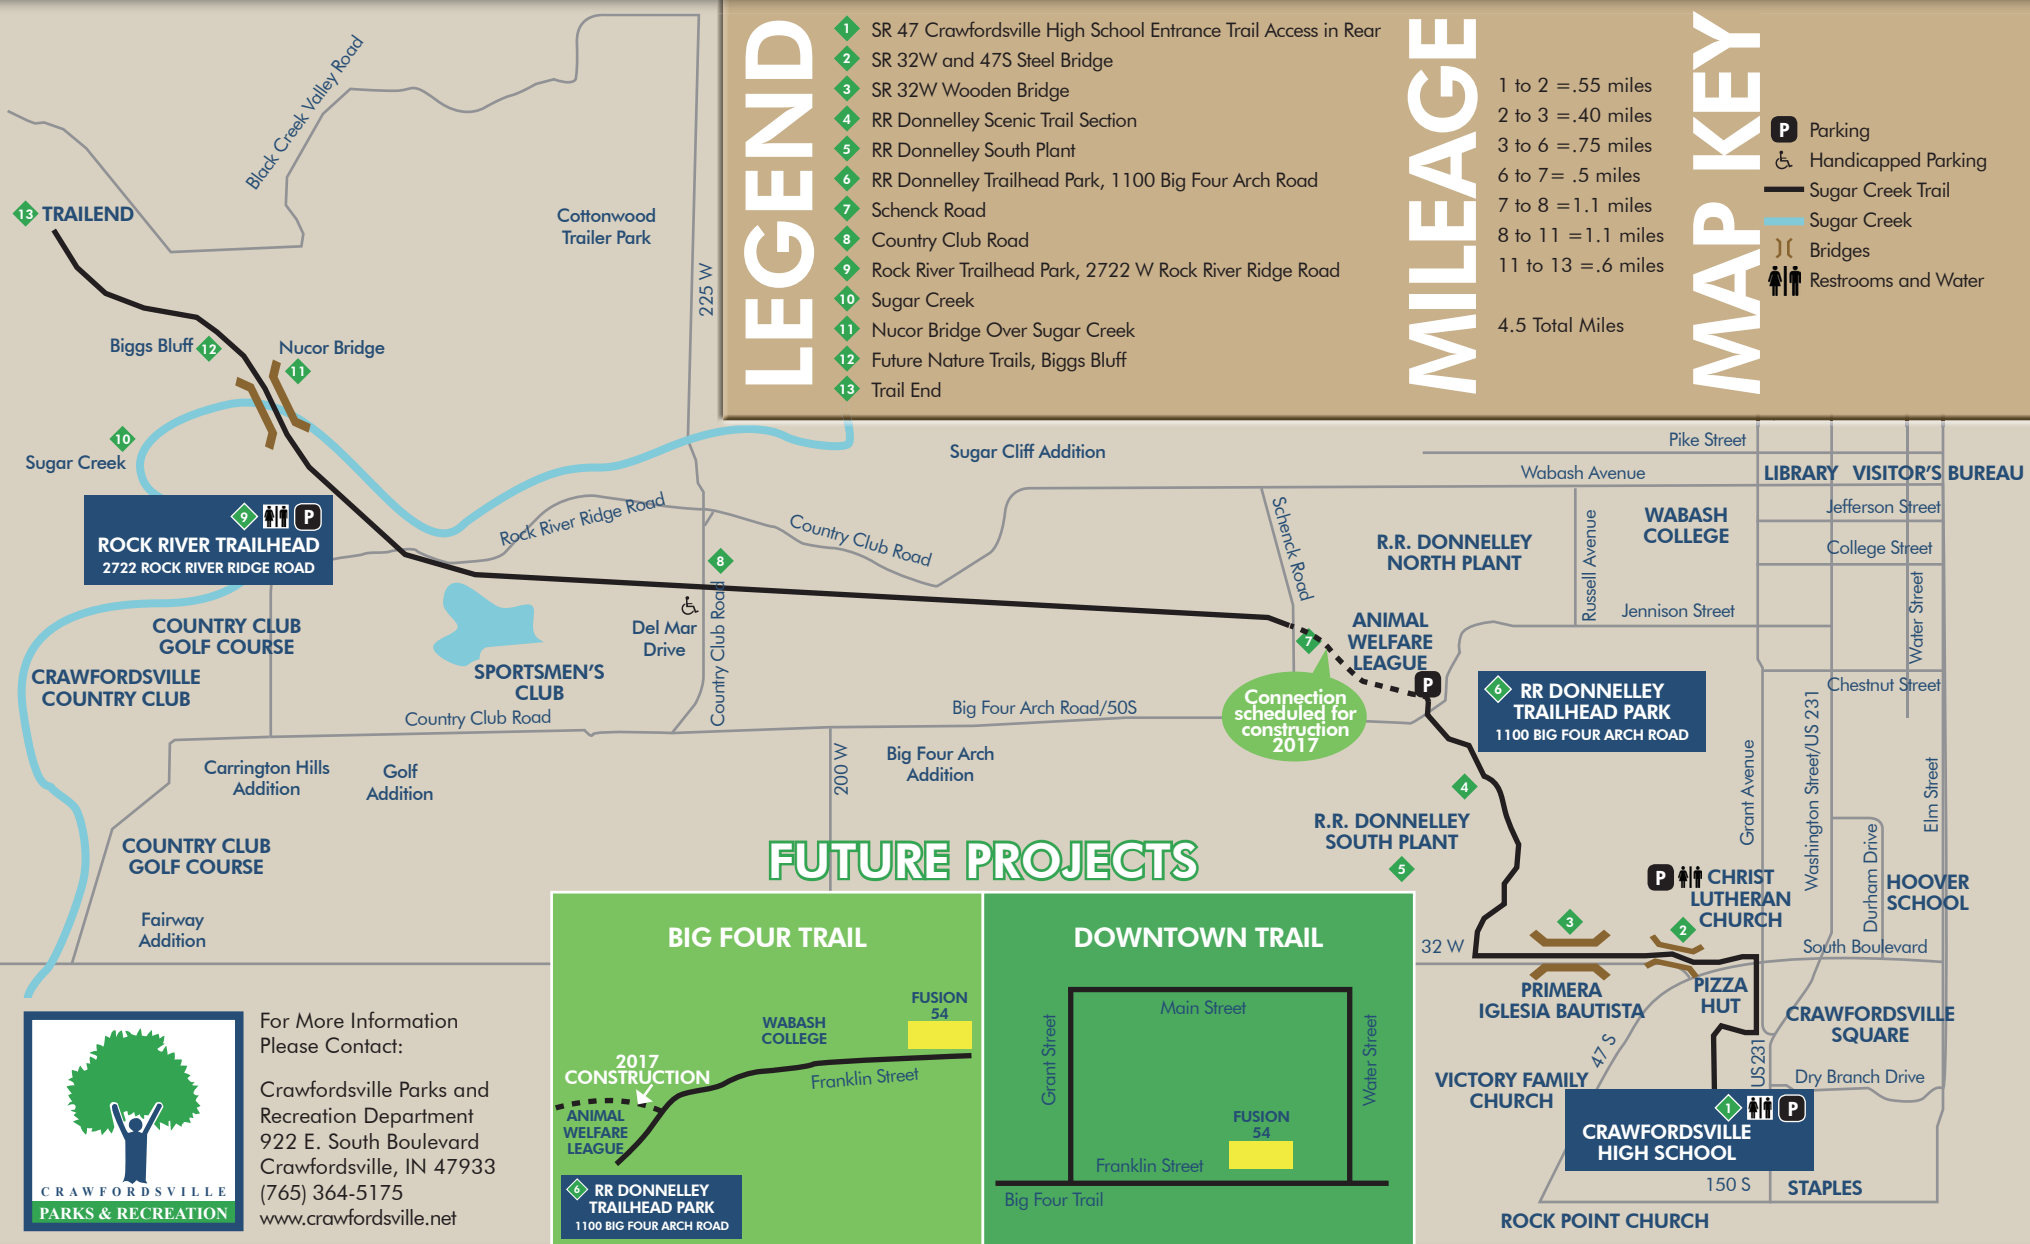 LEGEND
1 SR 47 Crawfordsville High School Entrance Trail Access in Rear
2 SR 32W and 47S Steel Bridge
3 SR 32W Wooden Bridge
4 RR Donnelley Scenic Trail Section
5 RR Donnelley South Plant
6 RR Donnelley Trailhead Park, 1100 Big Four Arch Road
7 Schenck Road
8 Country Club Road
9 Rock River Trailhead Park, 2722 W Rock River Ridge Road
10 Sugar Creek
11 Nucor Bridge Over Sugar Creek
12 Future Nature Trails, Biggs Bluff
13 Trail End
MILEAGE
1 to 2 =.55 miles
2 to 3 =.40 miles
3 to 6 =.75 miles
6 to 7= .5 miles
7 to 8 =1.1 miles
8 to 11 =1.1 miles
11 to 13 =.6 miles
4.5 Total Miles
MAP KEY
P Parking
Handicapped Parking
Sugar Creek Trail
Sugar Creek
Bridges
Restrooms and Water
Black Creek Valley Road
13 TRAILEND
Cottonwood
Trailer Park
225 W
Biggs Bluff 12
Nucor Bridge
11
10
Sugar Creek
9 P
ROCK RIVER TRAILHEAD
2722 ROCK RIVER RIDGE ROAD
Rock River Ridge Road
Country Club Road
Sugar Cliff Addition
Pike Street
Wabash Avenue
LIBRARY
VISITOR'S BUREAU
Jefferson Street
College Street
Water Street
WABASH
COLLEGE
Russell Avenue
R.R. DONNELLEY
NORTH PLANT
Schenck Road
Jennison Street
Chestnut Street
8
Country Club Road
Del Mar
Drive
COUNTRY CLUB
GOLF COURSE
CRAWFORDSVILLE
COUNTRY CLUB
SPORTSMEN'S
CLUB
Country Club Road
ANIMAL
WELFARE
LEAGUE
7
P
Connection
scheduled for
construction
2017
6 RR DONNELLEY
TRAILHEAD PARK
1100 BIG FOUR ARCH ROAD
Big Four Arch Road/50S
200 W
Big Four Arch
Addition
Carrington Hills
Addition
Golf
Addition
COUNTRY CLUB
GOLF COURSE
Fairway
Addition
4
R.R. DONNELLEY
SOUTH PLANT
5
Grant Avenue
Washington Street/US 231
Elm Street
Durham Drive
P CHRIST
LUTHERAN
CHURCH
HOOVER
SCHOOL
3
2
32 W
South Boulevard
PRIMERA
IGLESIA BAUTISTA
PIZZA
HUT
CRAWFORDSVILLE
SQUARE
47 S
US231
Dry Branch Drive
VICTORY FAMILY
CHURCH
1 P
CRAWFORDSVILLE
HIGH SCHOOL
150 S
STAPLES
ROCK POINT CHURCH
FUTURE PROJECTS
BIG FOUR TRAIL
FUSION
54
WABASH
COLLEGE
2017
CONSTRUCTION
Franklin Street
ANIMAL
WELFARE
LEAGUE
6 RR DONNELLEY
TRAILHEAD PARK
1100 BIG FOUR ARCH ROAD
DOWNTOWN TRAIL
Main Street
Grant Street
Water Street
FUSION
54
Franklin Street
Big Four Trail
CRAWFORDSVILLE
PARKS & RECREATION
For More Information
Please Contact:
Crawfordsville Parks and
Recreation Department
922 E. South Boulevard
Crawfordsville, IN 47933
(765) 364-5175
www.crawfordsville.net